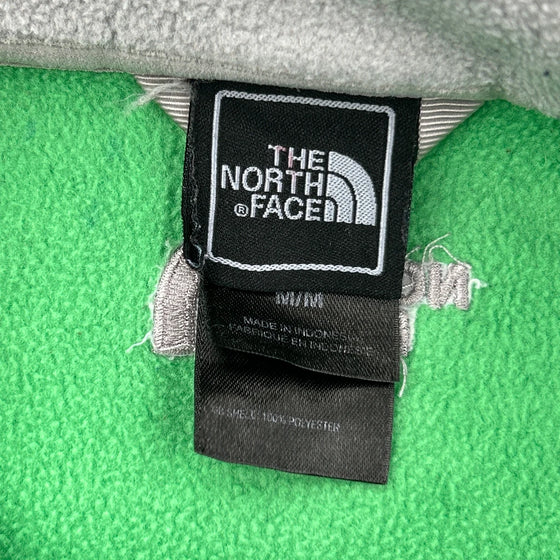 THE
NORTH
® FACE
M/M
MADE IN INDONESIA
FABRIQUÉ EN INDONÉSIE
SHELL: 100% POLYESTER